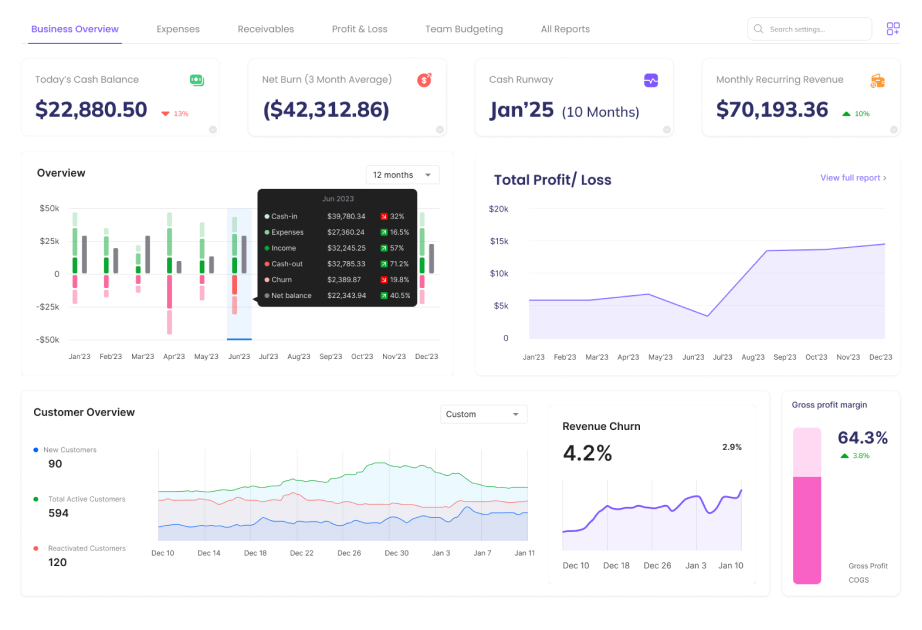 Business Overview Expenses Receivables Profit & Loss Team Budgeting All Reports Search settings...
Today's Cash Balance
$22,880.50 13%
Net Burn (3 Month Average)
($42,312.86)
Cash Runway
Jan'25 (10 Months)
Monthly Recurring Revenue
$70,193.36 10%
Overview
12 months
$50k
$25k
0
-$25k
-$50k
Jan'23 Feb'23 Mar'23 Apr'23 May'23 Jun'23 Jul'23 Aug'23 Sep'23 Oct'23 Nov'23 Dec'23
Jun 2023
Cash-in $39,780.34 32%
Expenses $27,360.24 16.5%
Income $32,245.25 57%
Cash-out $32,785.33 71.2%
Churn $2,389.87 19.8%
Net balance $22,343.94 40.5%
Total Profit/ Loss
View full report >
$20k
$15k
$10k
$5k
0
Jan'23 Feb'23 Mar'23 Apr'23 May'23 Jun'23 Jul'23 Aug'23 Sep'23 Oct'23 Nov'23 Dec'23
Customer Overview
Custom
New Customers
90
Total Active Customers
594
Reactivated Customers
120
Dec 10 Dec 14 Dec 18 Dec 22 Dec 26 Dec 30 Jan 3 Jan 7 Jan 11
Revenue Churn
4.2%
2.9%
Dec 10 Dec 18 Dec 26 Jan 3 Jan 10
Gross profit margin
64.3%
3.8%
Gross Profit
COGS